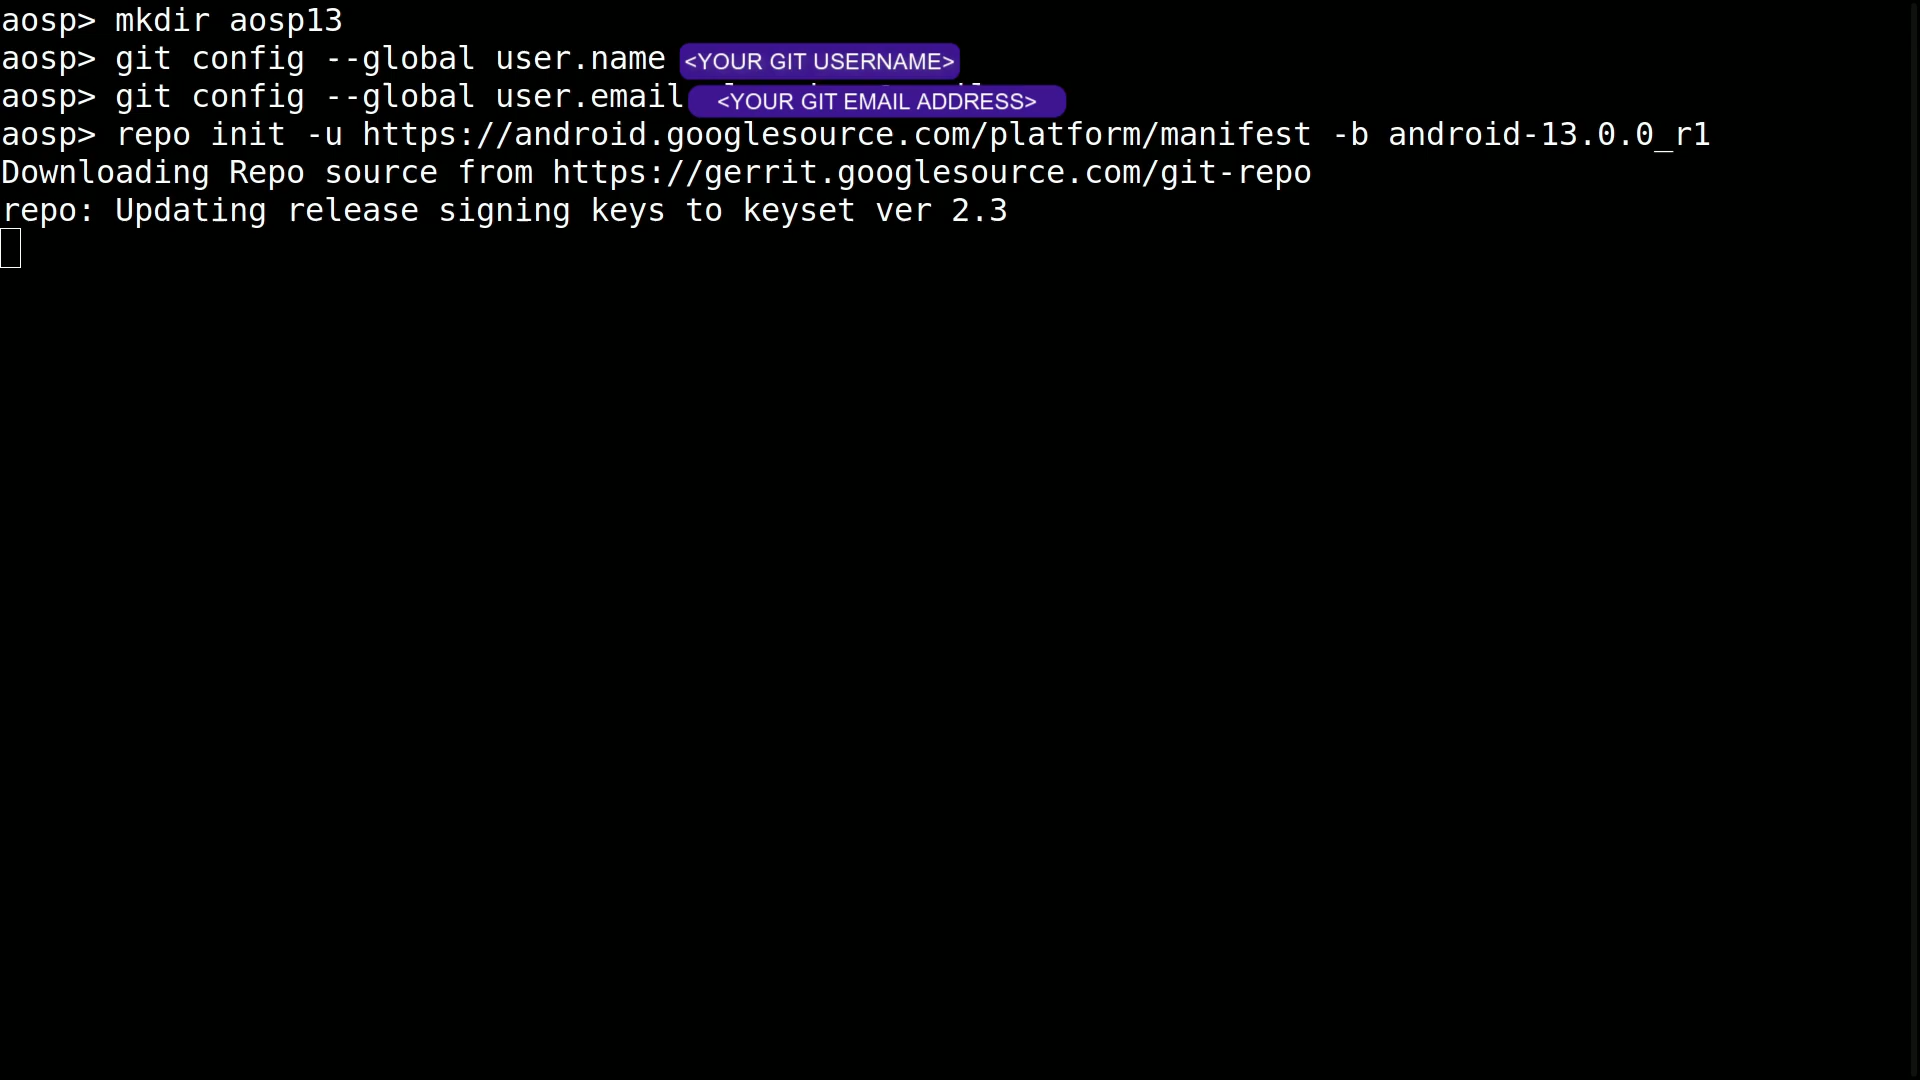 aosp> mkdir aosp13
aosp> git config --global user.name <YOUR GIT USERNAME>
aosp> git config --global user.email <YOUR GIT EMAIL ADDRESS>
aosp> repo init -u https://android.googlesource.com/platform/manifest -b android-13.0.0_r1
Downloading Repo source from https://gerrit.googlesource.com/git-repo
repo: Updating release signing keys to keyset ver 2.3